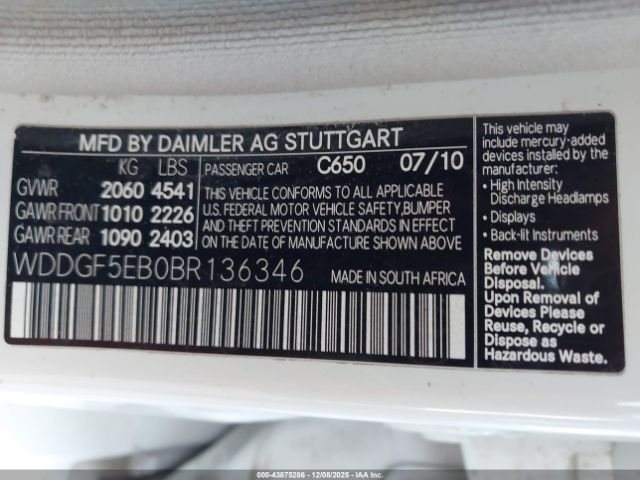 MFD BY DAIMLER AG STUTTGART
KG LBS PASSENGER CAR C650 07/10
GVWR 2060 4541
GAWR FRONT 1010 2226
GAWR REAR 1090 2403
THIS VEHICLE CONFORMS TO ALL APPLICABLE
U.S. FEDERAL MOTOR VEHICLE SAFETY, BUMPER
AND THEFT PREVENTION STANDARDS IN EFFECT
ON THE DATE OF MANUFACTURE SHOWN ABOVE
WDDGF5EB0BR136346 MADE IN SOUTH AFRICA
This vehicle may
include mercury-added
devices installed by the
manufacturer:
• High Intensity
Discharge Headlamps
• Displays
• Back-lit Instruments
Remove Devices
Before Vehicle
Disposal.
Upon Removal of
Devices Please
Reuse, Recycle or
Dispose as
Hazardous Waste.
000-43875286 - 12/08/2025 - IAAI.COM